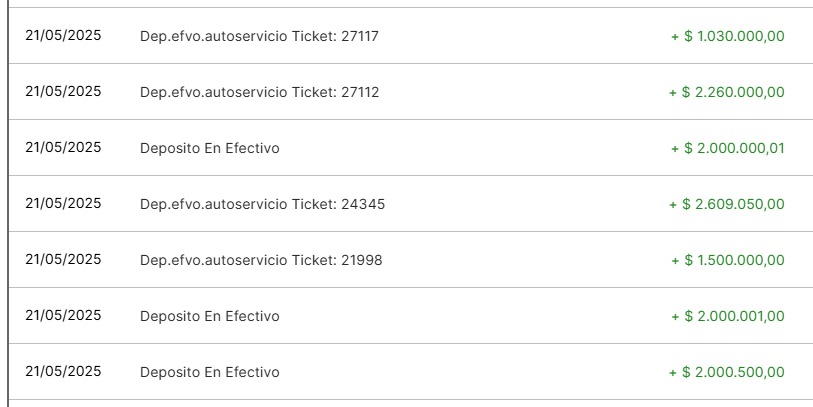 21/05/2025 Dep.efvo.autoservicio Ticket: 27117 + $ 1.030.000,00
21/05/2025 Dep.efvo.autoservicio Ticket: 27112 + $ 2.260.000,00
21/05/2025 Deposito En Efectivo + $ 2.000.000,01
21/05/2025 Dep.efvo.autoservicio Ticket: 24345 + $ 2.609.050,00
21/05/2025 Dep.efvo.autoservicio Ticket: 21998 + $ 1.500.000,00
21/05/2025 Deposito En Efectivo + $ 2.000.001,00
21/05/2025 Deposito En Efectivo + $ 2.000.500,00